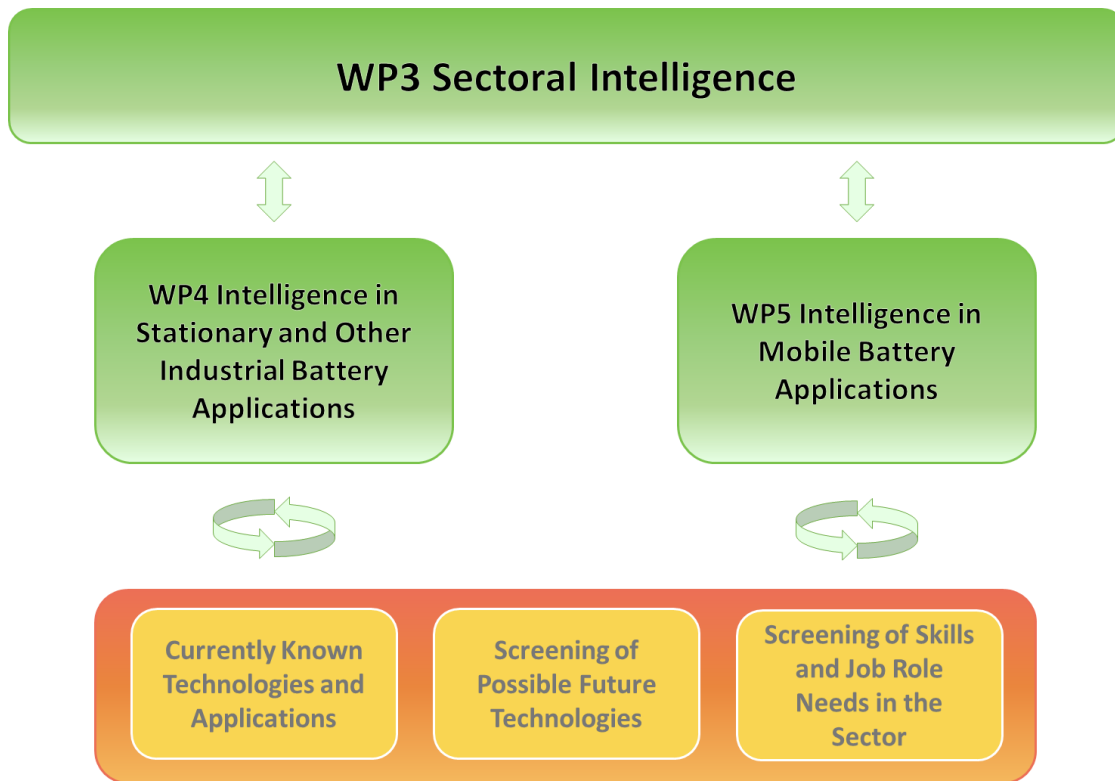 WP3 Sectoral Intelligence
WP4 Intelligence in
Stationary and Other
Industrial Battery
Applications
WP5 Intelligence in
Mobile Battery
Applications
Currently Known
Technologies and
Applications
Screening of
Possible Future
Technologies
Screening of Skills
and Job Role
Needs in the
Sector